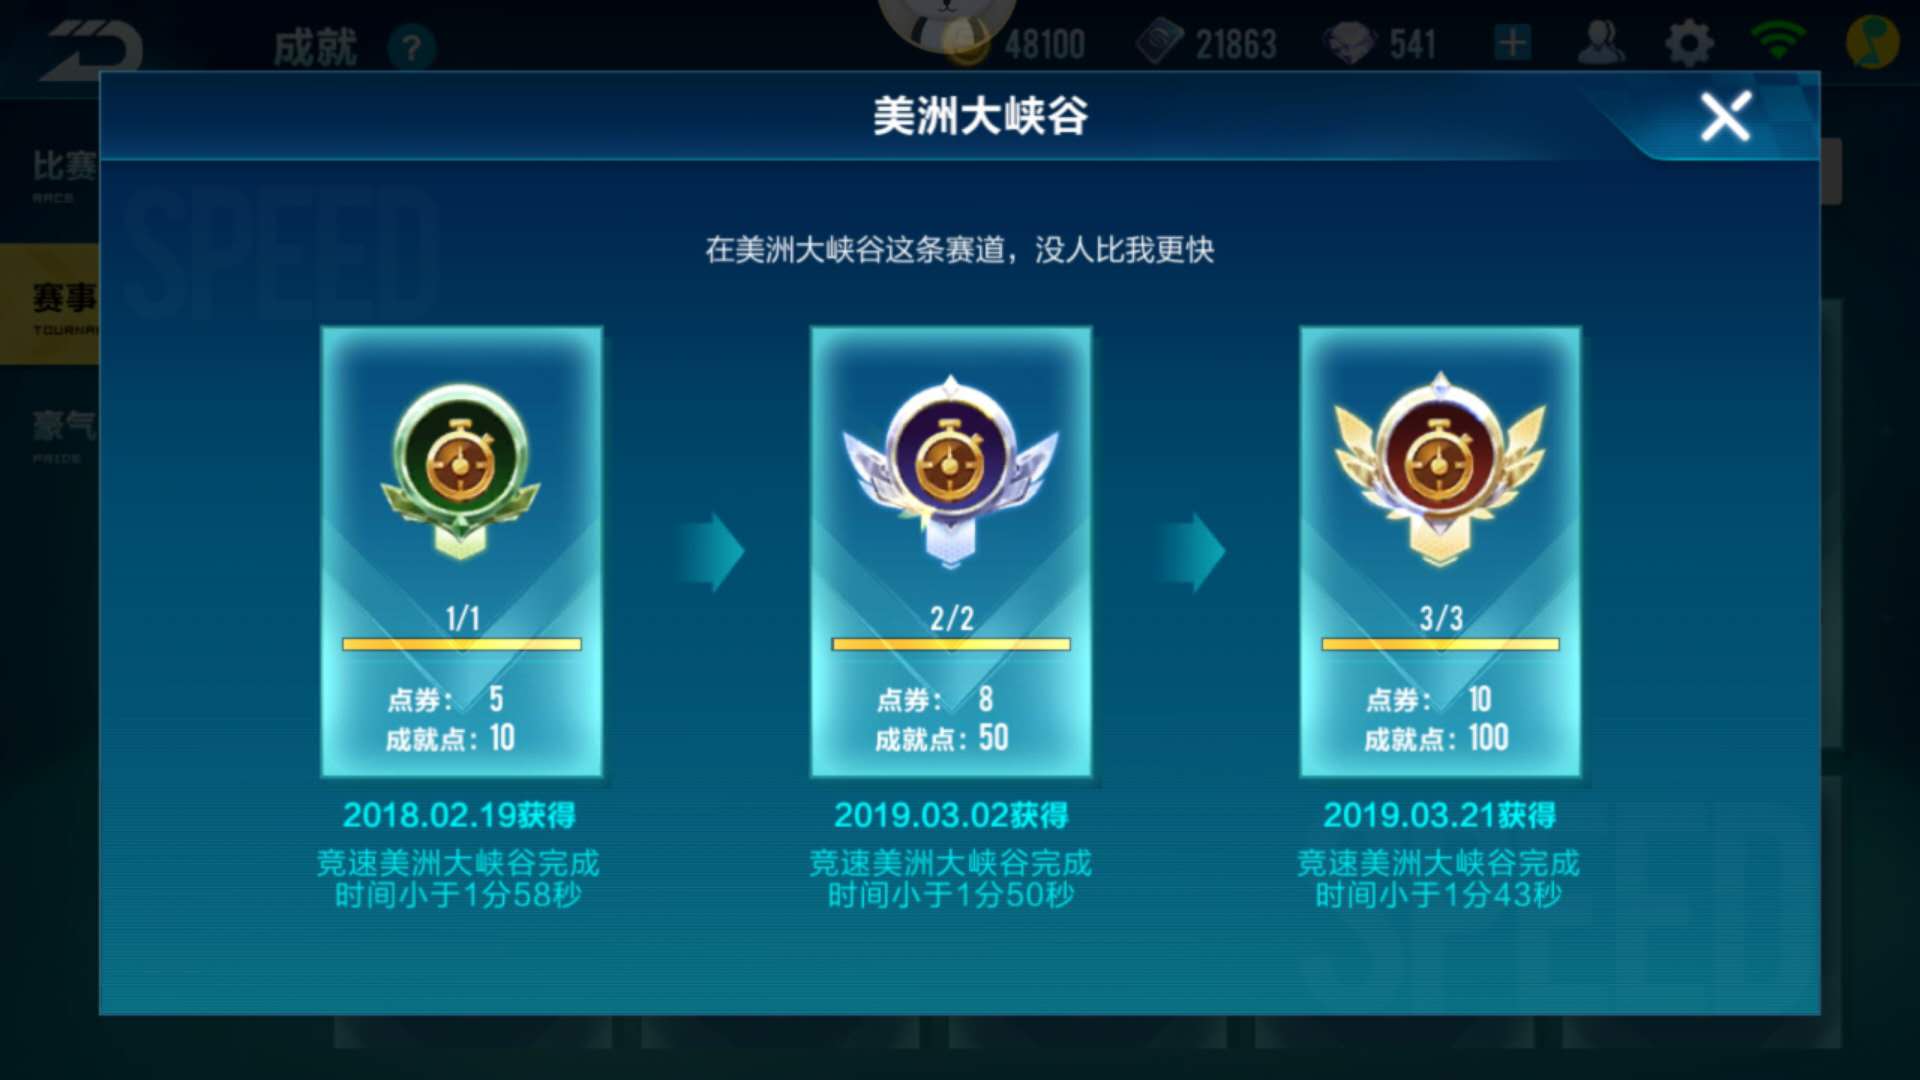 成就 ?
48100
21863
541
美洲大峡谷
比赛
RACE
赛事
豪气
PRIDE
SPEED
在美洲大峡谷这条赛道，没人比我更快
1/1
点券： 5
成就点：10
2018.02.19获得
竞速美洲大峡谷完成
时间小于1分58秒
2/2
点券： 8
成就点：50
2019.03.02获得
竞速美洲大峡谷完成
时间小于1分50秒
3/3
点券： 10
成就点：100
2019.03.21获得
竞速美洲大峡谷完成
时间小于1分43秒
SPEED